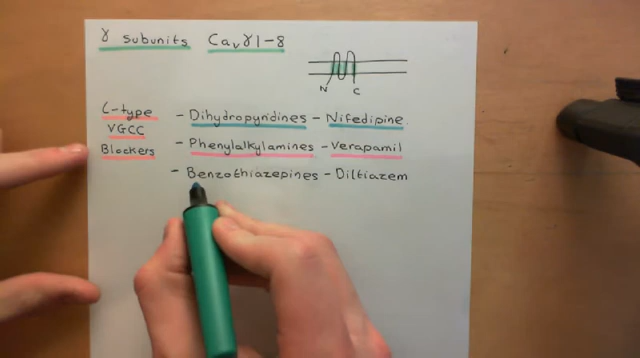 γ subunits Cavγ1-8
N C
L-type - Dihydropyridines - Nifedipine.
VGCC
Blockers - Phenylalkylamines - Verapamil
- Benzothiazepines - Diltiazem